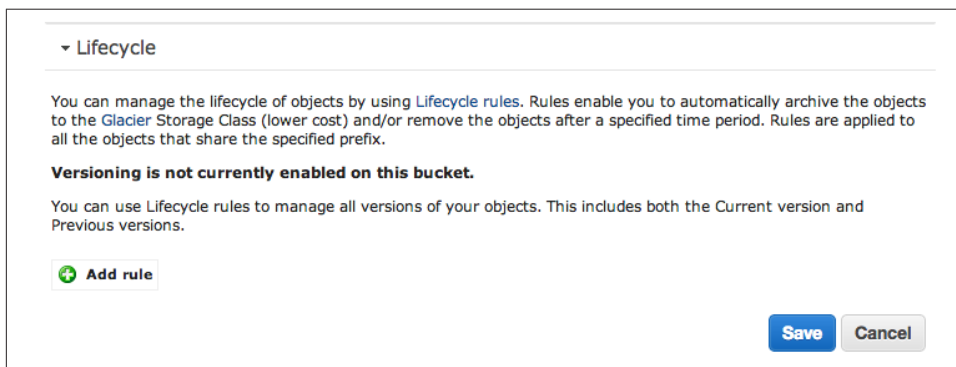 Lifecycle
You can manage the lifecycle of objects by using Lifecycle rules. Rules enable you to automatically archive the objects
to the Glacier Storage Class (lower cost) and/or remove the objects after a specified time period. Rules are applied to
all the objects that share the specified prefix.
Versioning is not currently enabled on this bucket.
You can use Lifecycle rules to manage all versions of your objects. This includes both the Current version and
Previous versions.
Add rule
Save Cancel